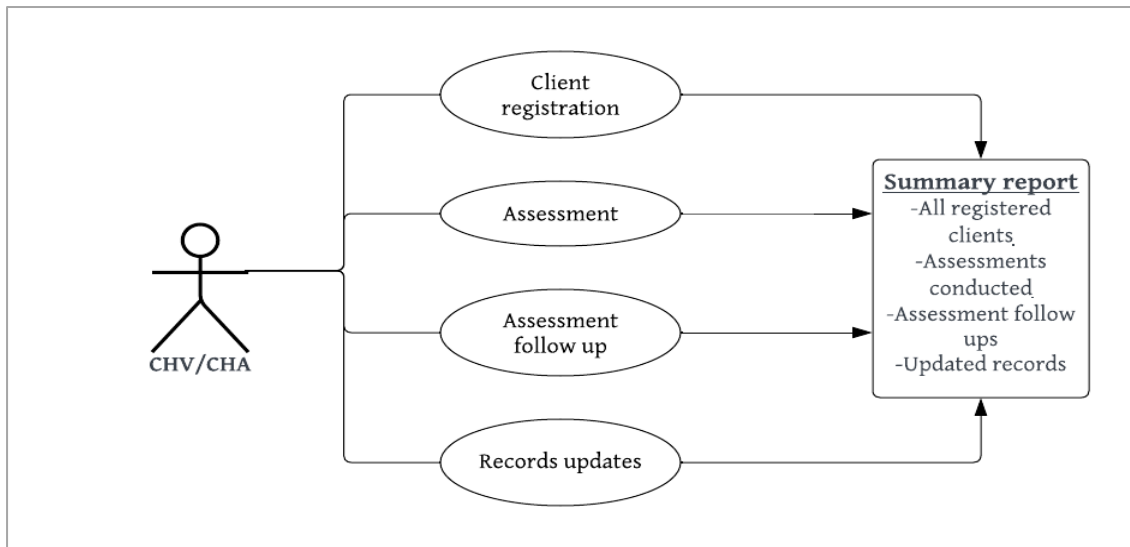 Client
registration
Assessment
Assessment
follow up
Records updates
CHV/CHA
Summary report
-All registered
clients
-Assessments
conducted
-Assessment follow
ups
-Updated records